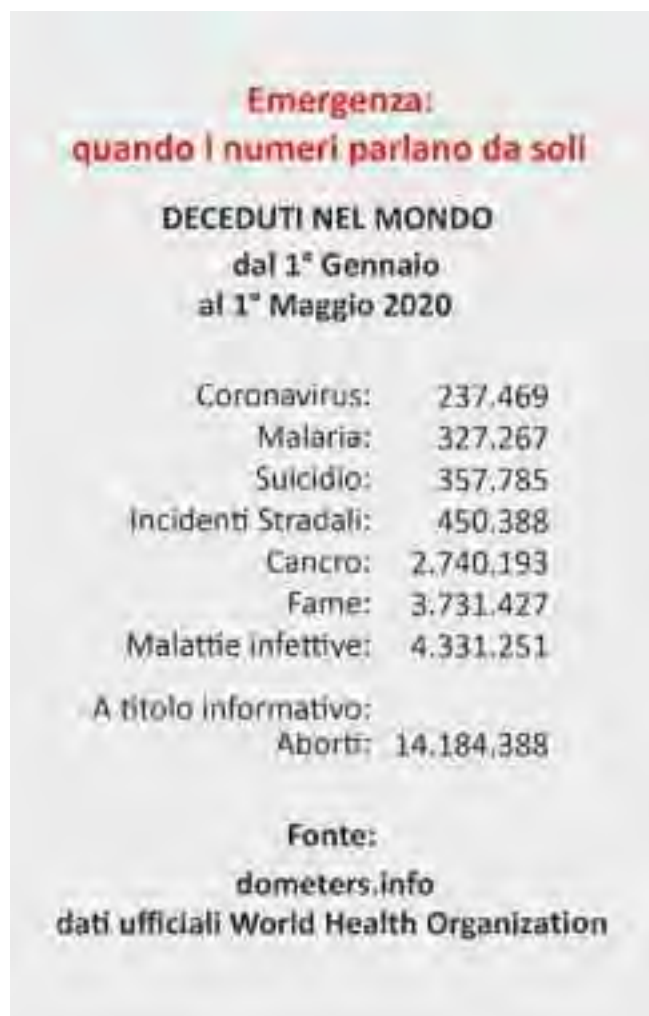 Emergenza:
quando i numeri parlano da soli
DECEDUTI NEL MONDO
dal 1° Gennaio
al 1° Maggio 2020
Coronavirus: 237.469
Malaria: 327.267
Suicidio: 357.785
Incidenti Stradali: 450.388
Cancro: 2.740.193
Fame: 3.731.427
Malattie infettive: 4.331.251
A titolo informativo:
Aborti: 14.184.388
Fonte:
dometers.info
dati ufficiali World Health Organization